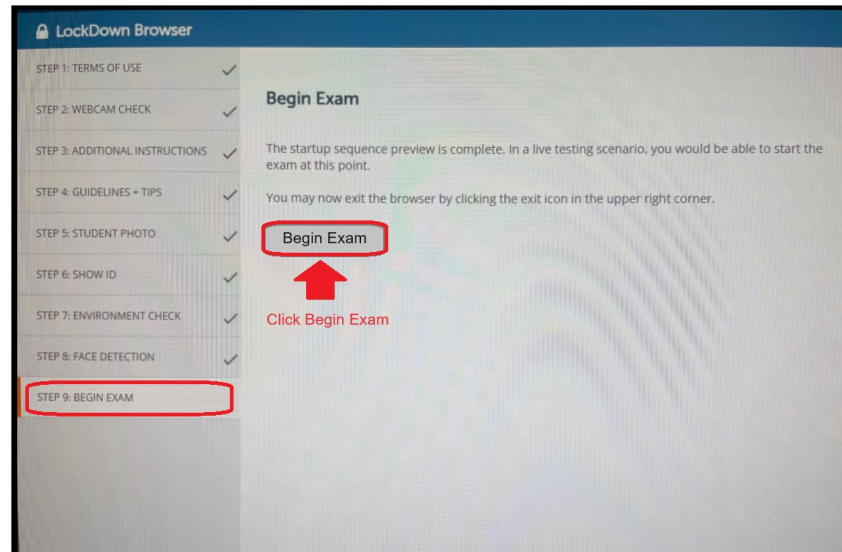 LockDown Browser
STEP 1: TERMS OF USE
STEP 2: WEBCAM CHECK
STEP 3: ADDITIONAL INSTRUCTIONS
STEP 4: GUIDELINES + TIPS
STEP 5: STUDENT PHOTO
STEP 6: SHOW ID
STEP 7: ENVIRONMENT CHECK
STEP 8: FACE DETECTION
STEP 9: BEGIN EXAM
Begin Exam
The startup sequence preview is complete. In a live testing scenario, you would be able to start the
exam at this point.
You may now exit the browser by clicking the exit icon in the upper right corner.
Begin Exam
Click Begin Exam